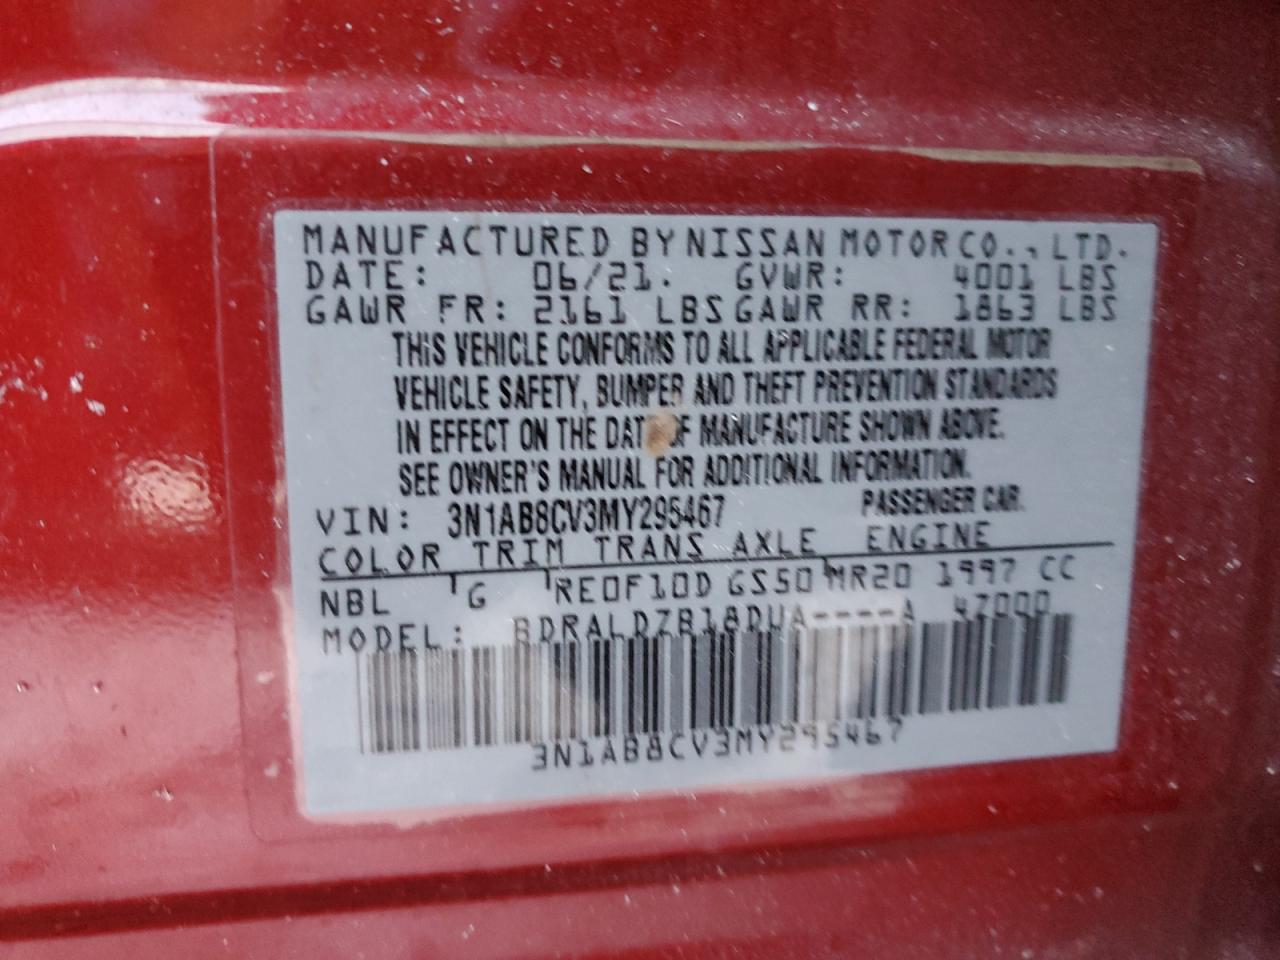 MANUFACTURED BY NISSAN MOTOR CO., LTD.
DATE: 06/21. GVWR: 4001 LBS
GAWR FR: 2161 LBS GAWR RR: 1863 LBS
THIS VEHICLE CONFORMS TO ALL APPLICABLE FEDERAL MOTOR
VEHICLE SAFETY, BUMPER AND THEFT PREVENTION STANDARDS
IN EFFECT ON THE DATE OF MANUFACTURE SHOWN ABOVE.
SEE OWNER'S MANUAL FOR ADDITIONAL INFORMATION.
VIN: 3N1AB8CV3MY295467 PASSENGER CAR.
COLOR TRIM TRANS AXLE ENGINE
NBL G RE0F10D GS50 MR20 1997 CC
MODEL: BDRALDZB18DUA----A 47000
3N1AB8CV3MY295467